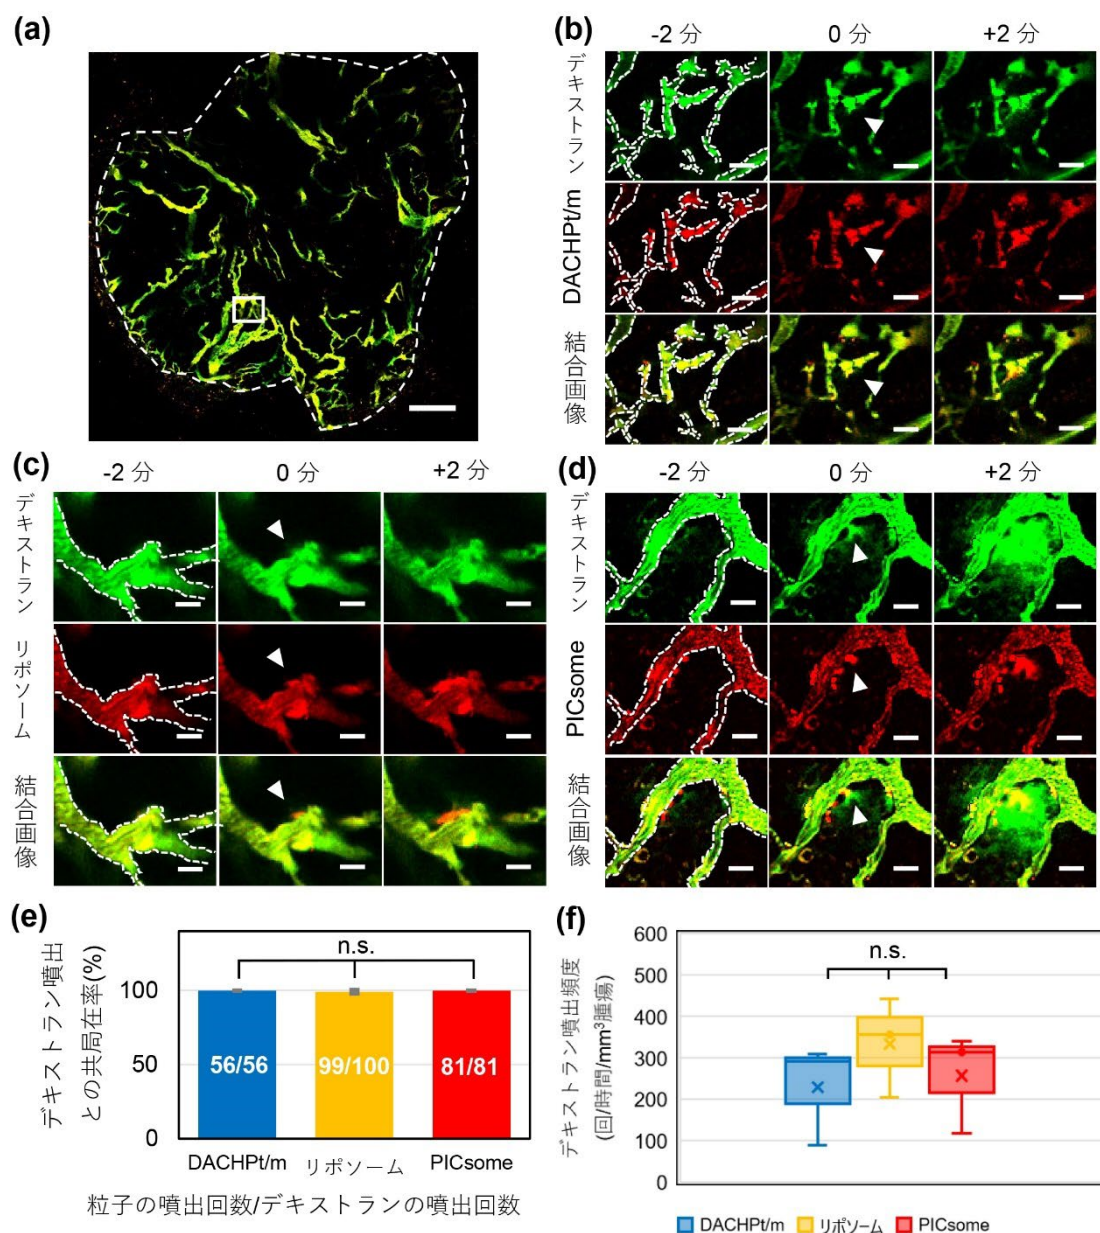 (a)
(b)
-2 分
0 分
+2 分
デキストラン
DACHPt/m
結合画像
(c)
-2 分
0 分
+2 分
デキストラン
リポソーム
結合画像
(d)
-2 分
0 分
+2 分
デキストラン
PICsome
結合画像
(e)
デキストラン噴出
との共局在率(%)
100
50
0
n.s.
56/56
99/100
81/81
DACHPt/m
リポソーム
PICsome
粒子の噴出回数/デキストランの噴出回数
(f)
デキストラン噴出頻度
(回/時間/mm³腫瘍)
600
500
400
300
200
100
0
n.s.
DACHPt/m
リポソーム
PICsome